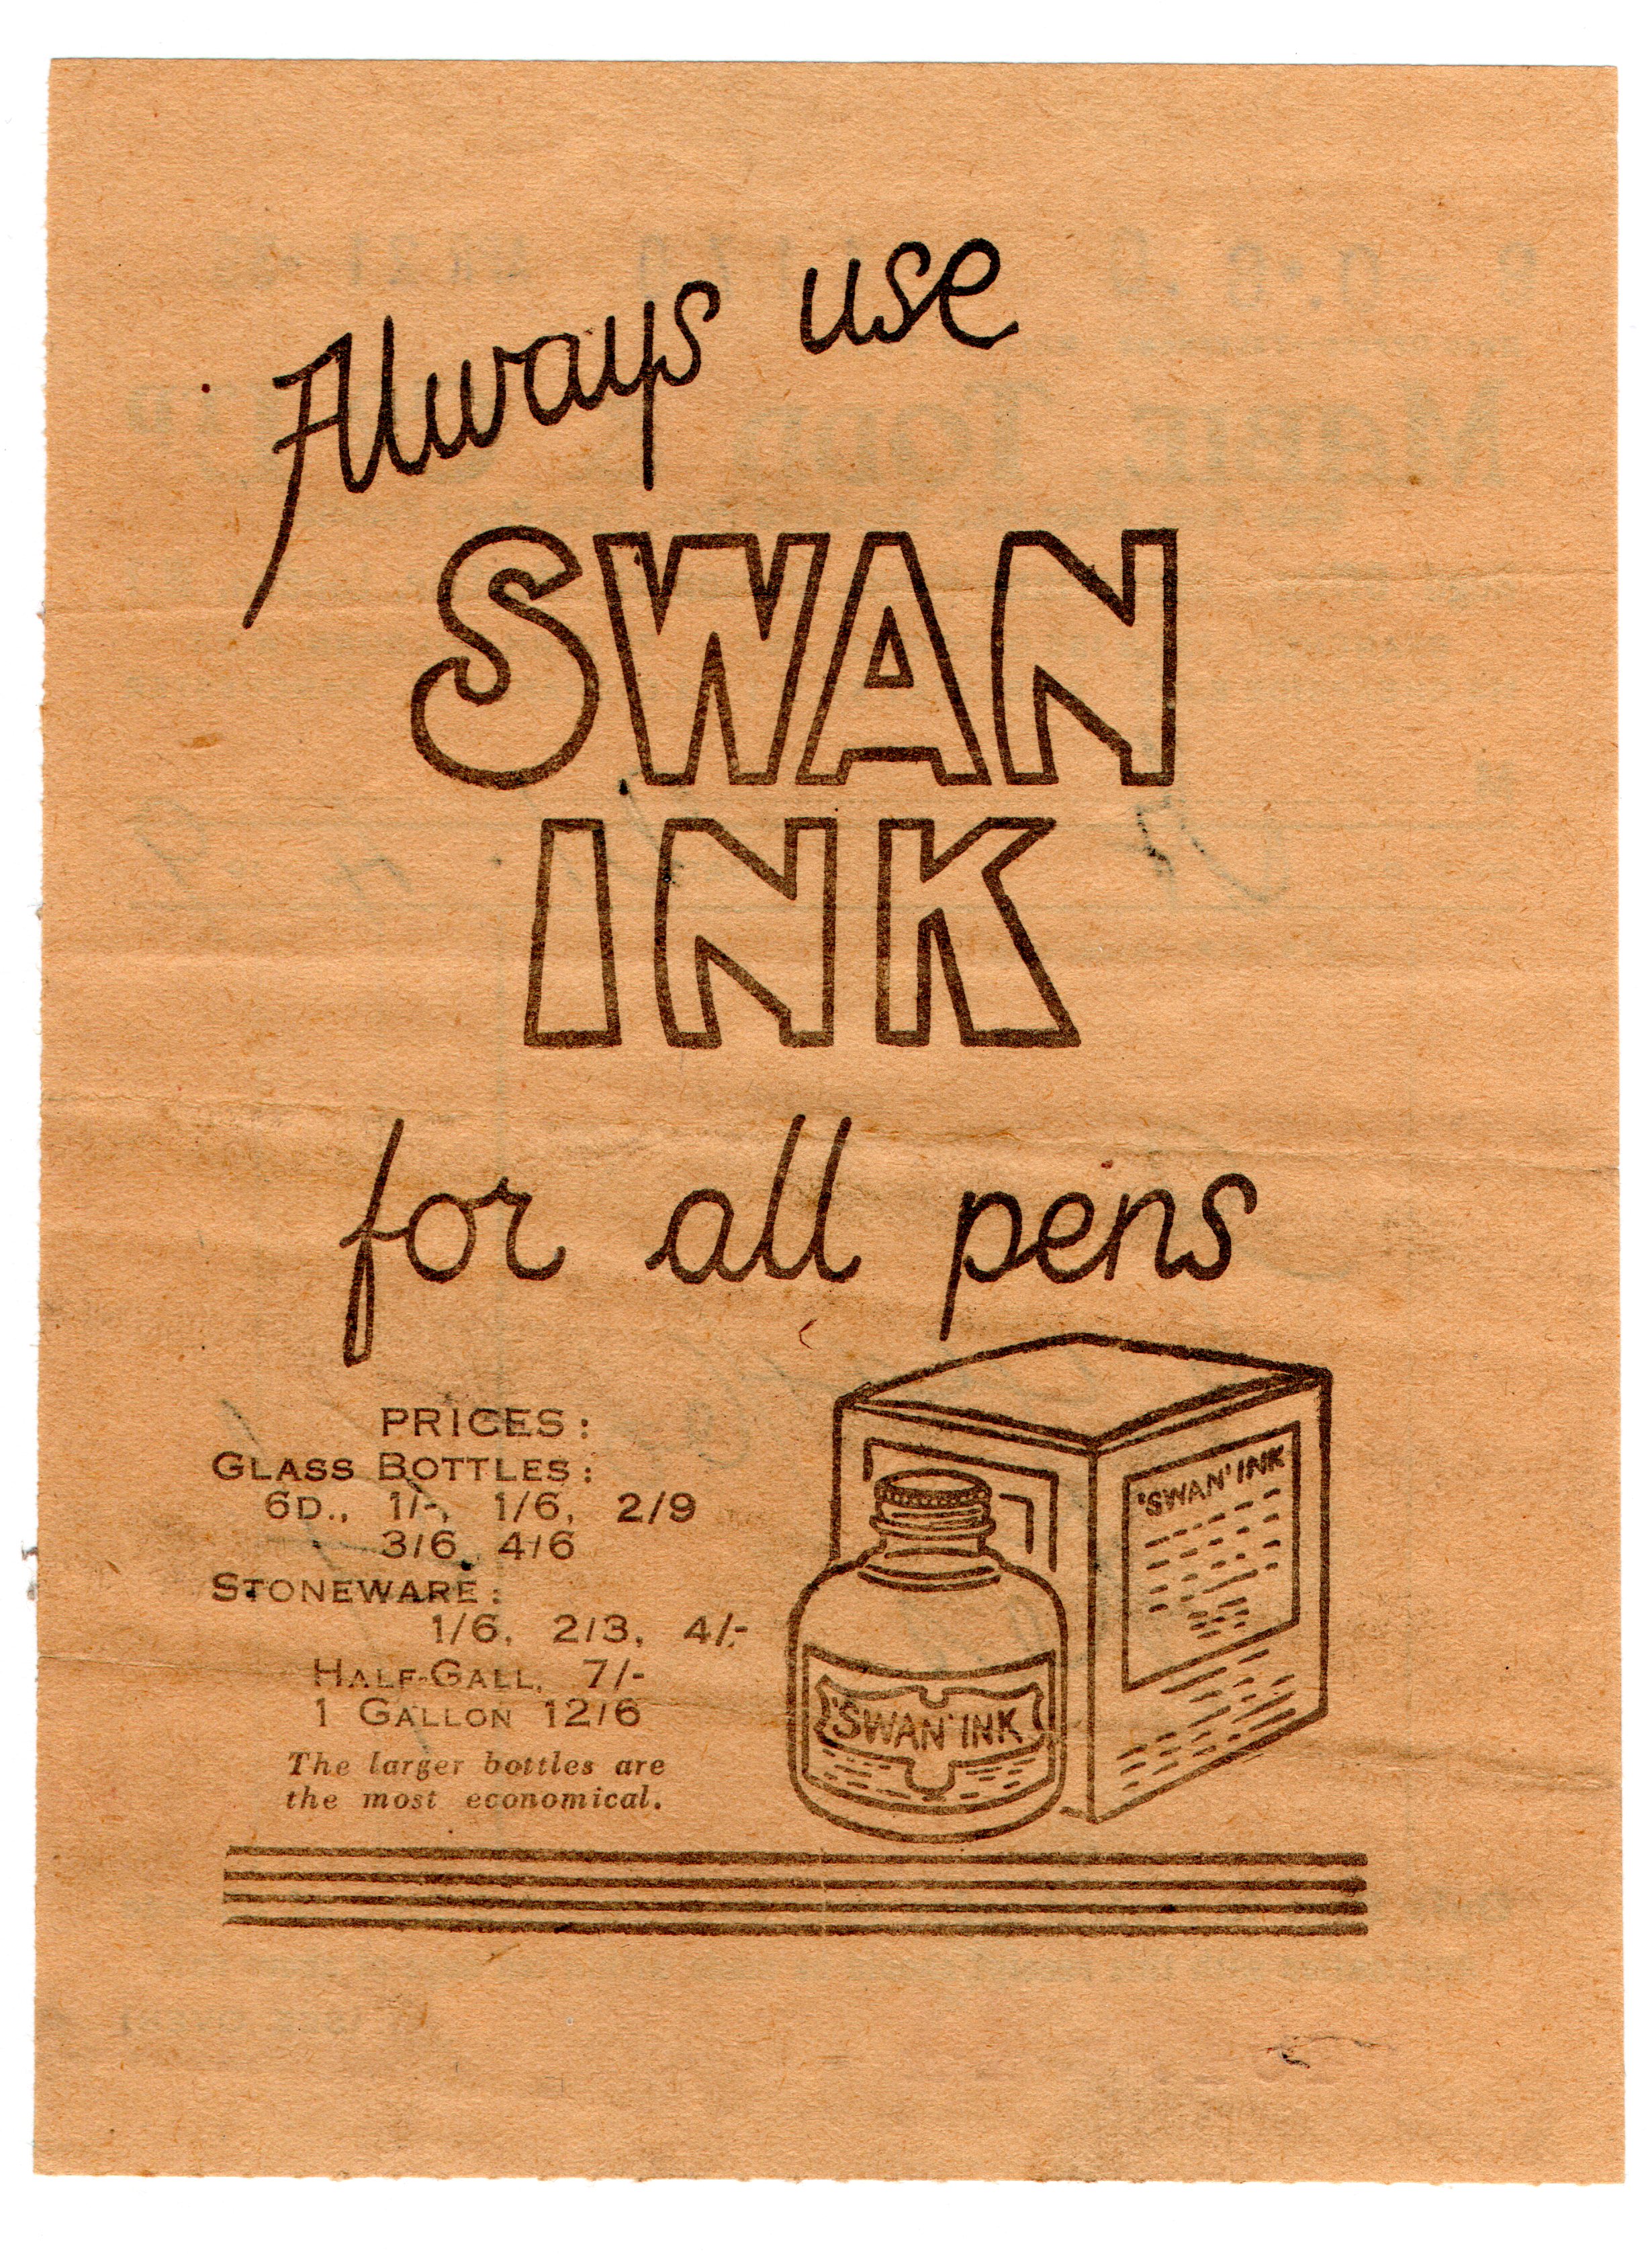 Always use
SWAN
INK
for all pens
PRICES:
GLASS BOTTLES:
6D., 1/-, 1/6, 2/9
3/6 4/6
STONEWARE:
1/6, 2/3, 4/-
HALF-GALL, 7/-
1 GALLON 12/6
The larger bottles are
the most economical.
'SWAN' INK
'SWAN' INK